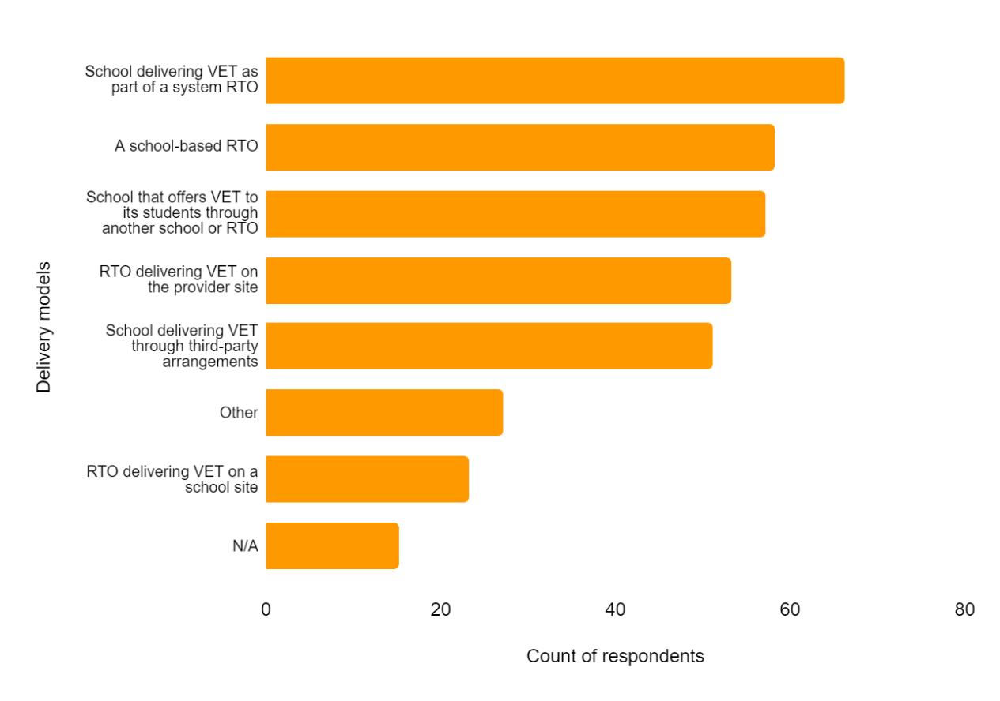 School delivering VET as
part of a system RTO
A school-based RTO
School that offers VET to
its students through
another school or RTO
RTO delivering VET on
the provider site
School delivering VET
through third-party
arrangements
Other
RTO delivering VET on a
school site
N/A
Delivery models
0 20 40 60 80
Count of respondents